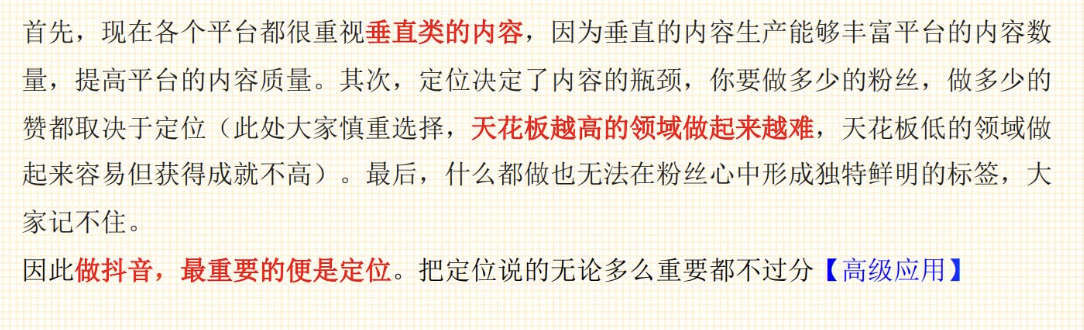 首先，现在各个平台都很重视垂直类的内容，因为垂直的内容生产能够丰富平台的内容数
量，提高平台的内容质量。其次，定位决定了内容的瓶颈，你要做多少的粉丝，做多少的
赞都取决于定位（此处大家慎重选择，天花板越高的领域做起来越难，天花板低的领域做
起来容易但获得成就不高）。最后，什么都做也无法在粉丝心中形成独特鲜明的标签，大
家记不住。
因此做抖音，最重要的便是定位。把定位说的无论多么重要都不过分【高级应用】